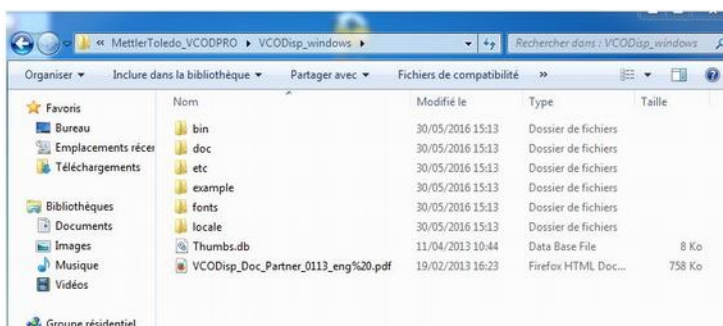 « MettlerToledo_VCODPRO ▸ VCODisp_windows ▸ Rechercher dans : VCODisp_windows
Organiser ▾ Inclure dans la bibliothèque ▾ Partager avec ▾ Fichiers de compatibilité »
Nom Modifié le Type Taille
Favoris
Bureau
Emplacements récer
Téléchargements
Bibliothèques
Documents
Images
Musique
Vidéos
Groupe résidentiel
bin 30/05/2016 15:13 Dossier de fichiers
doc 30/05/2016 15:13 Dossier de fichiers
etc 30/05/2016 15:13 Dossier de fichiers
example 30/05/2016 15:13 Dossier de fichiers
fonts 30/05/2016 15:13 Dossier de fichiers
locale 30/05/2016 15:13 Dossier de fichiers
Thumbs.db 11/04/2013 10:44 Data Base File 8 Ko
VCODisp_Doc_Partner_0113_eng%20.pdf 19/02/2013 16:23 Firefox HTML Doc... 758 Ko